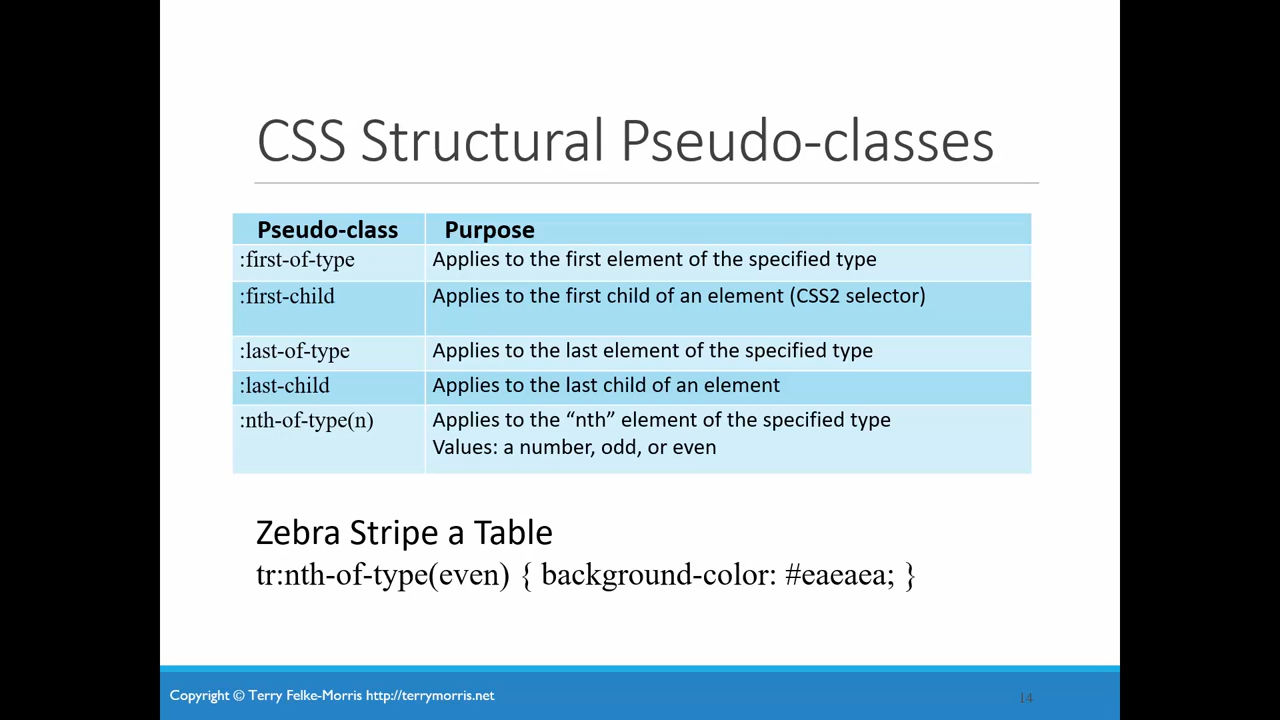 CSS Structural Pseudo-classes
Pseudo-class Purpose
:first-of-type Applies to the first element of the specified type
:first-child Applies to the first child of an element (CSS2 selector)
:last-of-type Applies to the last element of the specified type
:last-child Applies to the last child of an element
:nth-of-type(n) Applies to the “nth” element of the specified type
Values: a number, odd, or even
Zebra Stripe a Table
tr:nth-of-type(even) { background-color: #eaeaea; }
Copyright © Terry Felke-Morris http://terrymorris.net
14